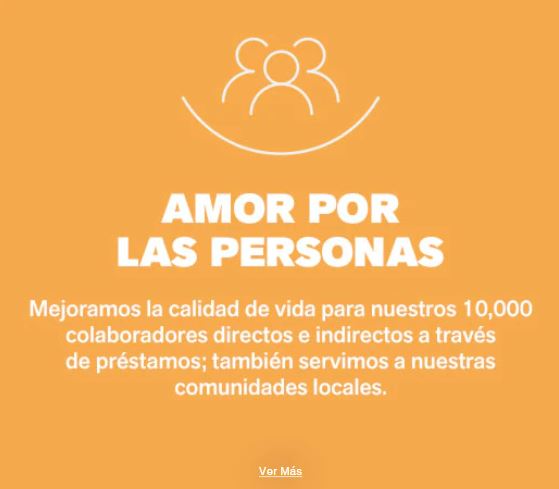 AMOR POR
LAS PERSONAS
Mejoramos la calidad de vida para nuestros 10,000
colaboradores directos e indirectos a través
de préstamos; también servimos a nuestras
comunidades locales.
Ver Más